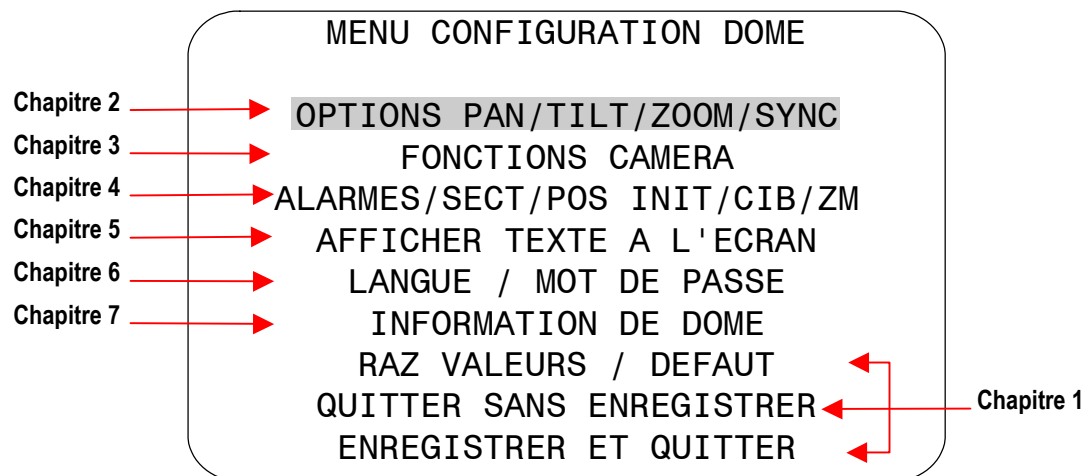 MENU CONFIGURATION DOME
Chapitre 2
OPTIONS PAN/TILT/ZOOM/SYNC
Chapitre 3
FONCTIONS CAMERA
Chapitre 4
ALARMES/SECT/POS INIT/CIB/ZM
Chapitre 5
AFFICHER TEXTE A L'ECRAN
Chapitre 6
LANGUE / MOT DE PASSE
Chapitre 7
INFORMATION DE DOME
RAZ VALEURS / DEFAUT
QUITTER SANS ENREGISTRER
Chapitre 1
ENREGISTRER ET QUITTER